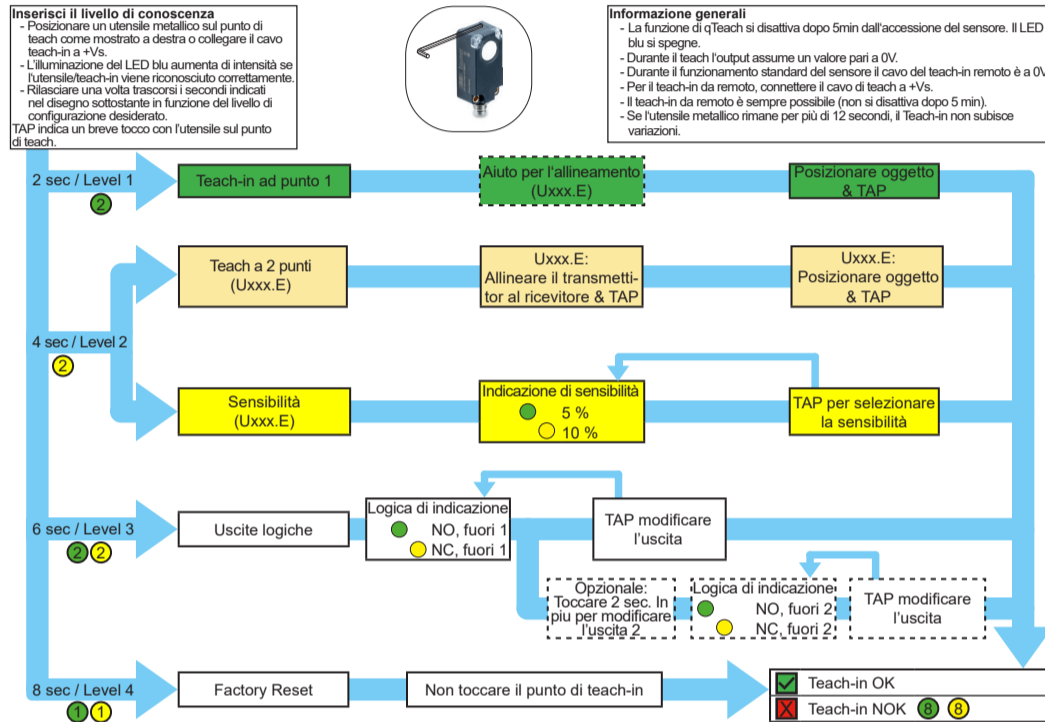 Inserisci il livello di conoscenza
- Posizionare un utensile metallico sul punto di
teach come mostrato a destra o collegare il cavo
teach-in a +Vs.
- L'illuminazione del LED blu aumenta di intensità se
l'utensile/teach-in viene riconosciuto correttamente.
- Rilasciare una volta trascorsi i secondi indicati
nel disegno sottostante in funzione del livello di
configurazione desiderato.
TAP indica un breve tocco con l'utensile sul punto
di teach.
Informazione generali
- La funzione di qTeach si disattiva dopo 5min dall'accessione del sensore. Il LED
blu si spegne.
- Durante il teach l'output assume un valore pari a 0V.
- Durante il funzionamento standard del sensore il cavo del teach-in remoto è a 0V
- Per il teach-in da remoto, connettere il cavo di teach a +Vs.
- Il teach-in da remoto è sempre possibile (non si disattiva dopo 5 min).
- Se l'utensile metallico rimane per più di 12 secondi, il Teach-in non subisce
variazioni.
2 sec / Level 1
2
Teach-in ad punto 1
Aiuto per l'allineamento
(Uxxx.E)
Posizionare oggetto
& TAP
4 sec / Level 2
2
Teach a 2 punti
(Uxxx.E)
Uxxx.E:
Allineare il transmetti-
tor al ricevitore & TAP
Uxxx.E:
Posizionare oggetto
& TAP
Sensibilità
(Uxxx.E)
Indicazione di sensibilità
5 %
10 %
TAP per selezionare
la sensibilità
6 sec / Level 3
2 2
Uscite logiche
Logica di indicazione
NO, fuori 1
NC, fuori 1
TAP modificare
l'uscita
Opzionale:
Toccare 2 sec. In
piu per modificare
l'uscita 2
Logica di indicazione
NO, fuori 2
NC, fuori 2
TAP modificare
l'uscita
8 sec / Level 4
1 1
Factory Reset
Non toccare il punto di teach-in
Teach-in OK
Teach-in NOK 8 8